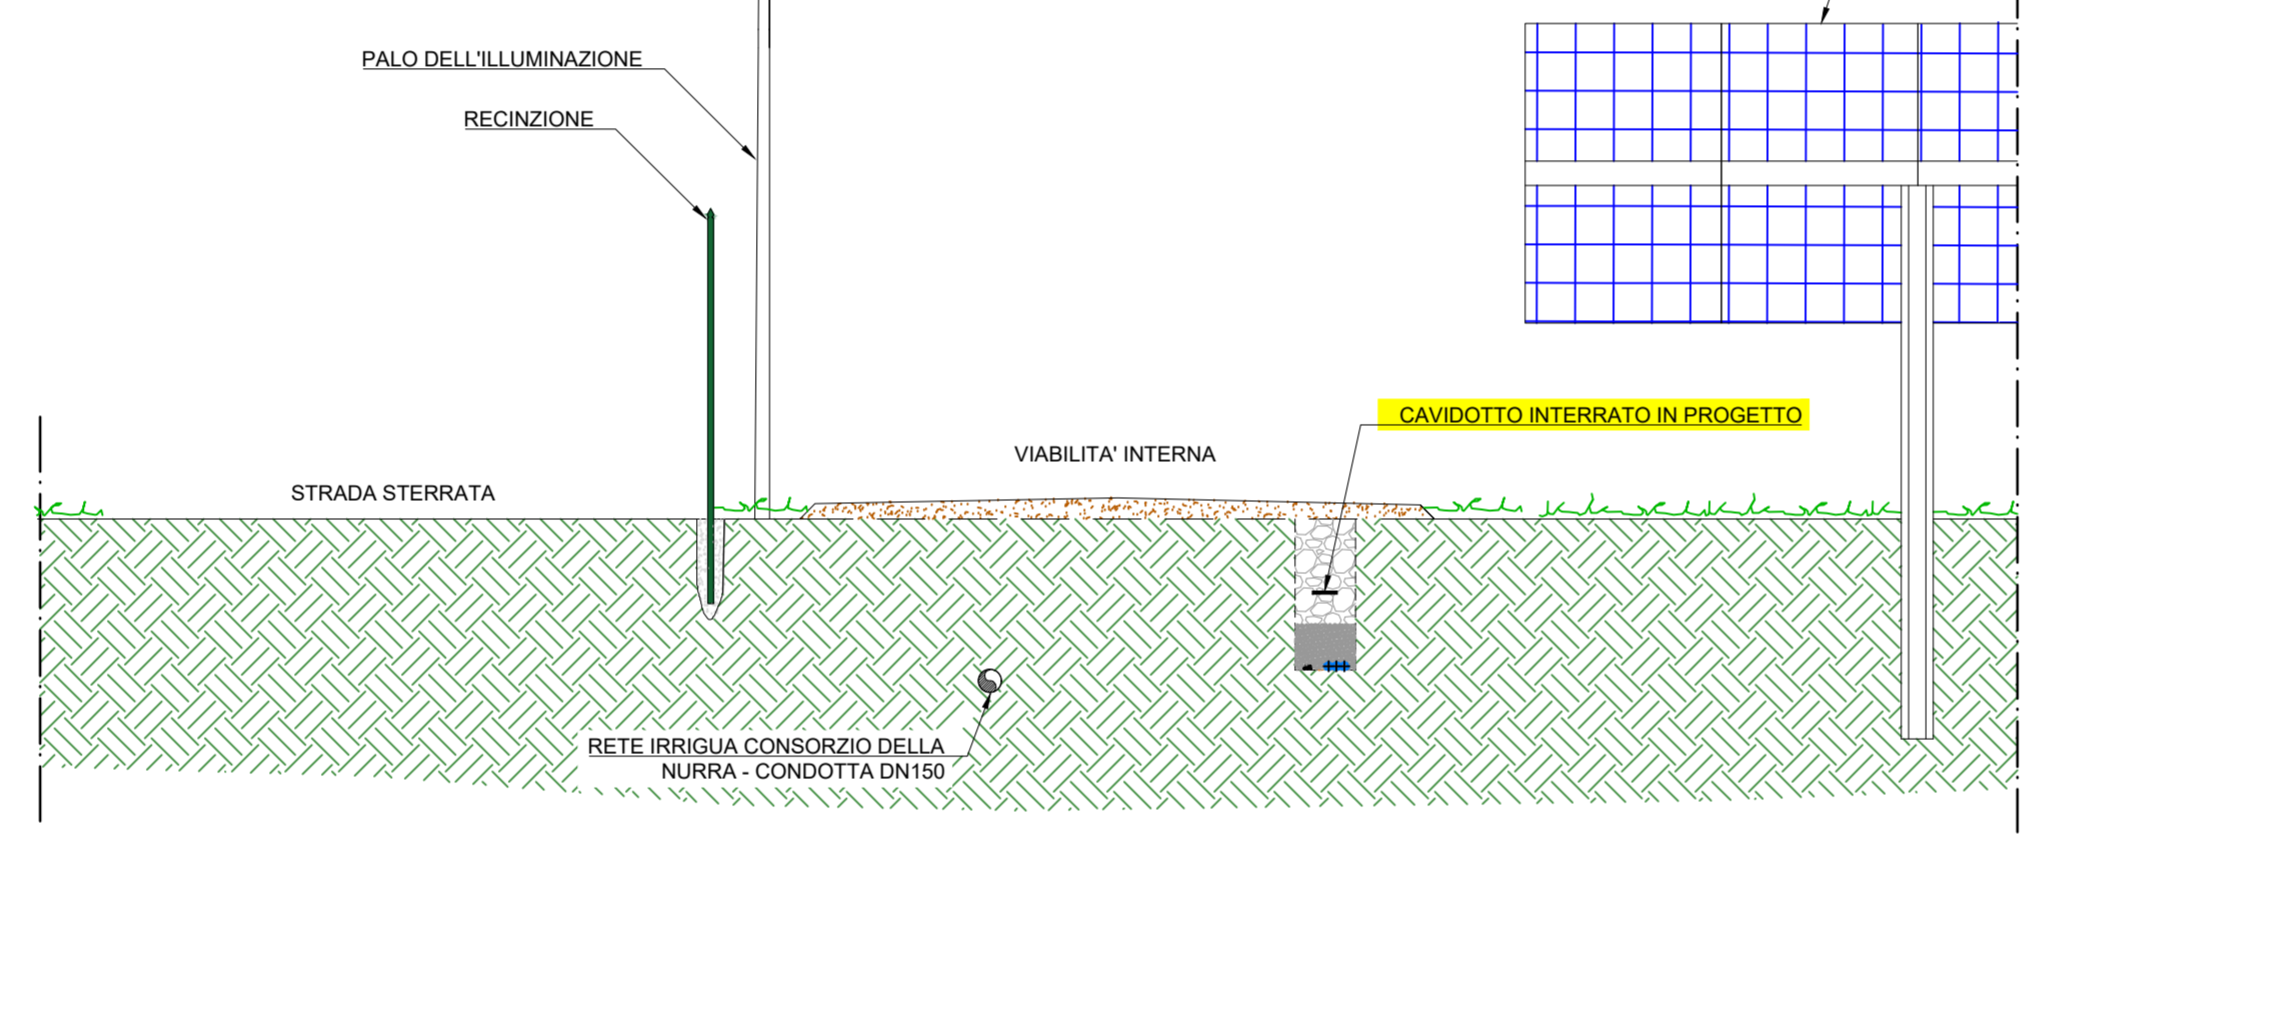 PALO DELL'ILLUMINAZIONE
RECINZIONE
CAVIDOTTO INTERRATO IN PROGETTO
VIABILITA' INTERNA
STRADA STERRATA
RETE IRRIGUA CONSORZIO DELLA
NURRA - CONDOTTA DN150